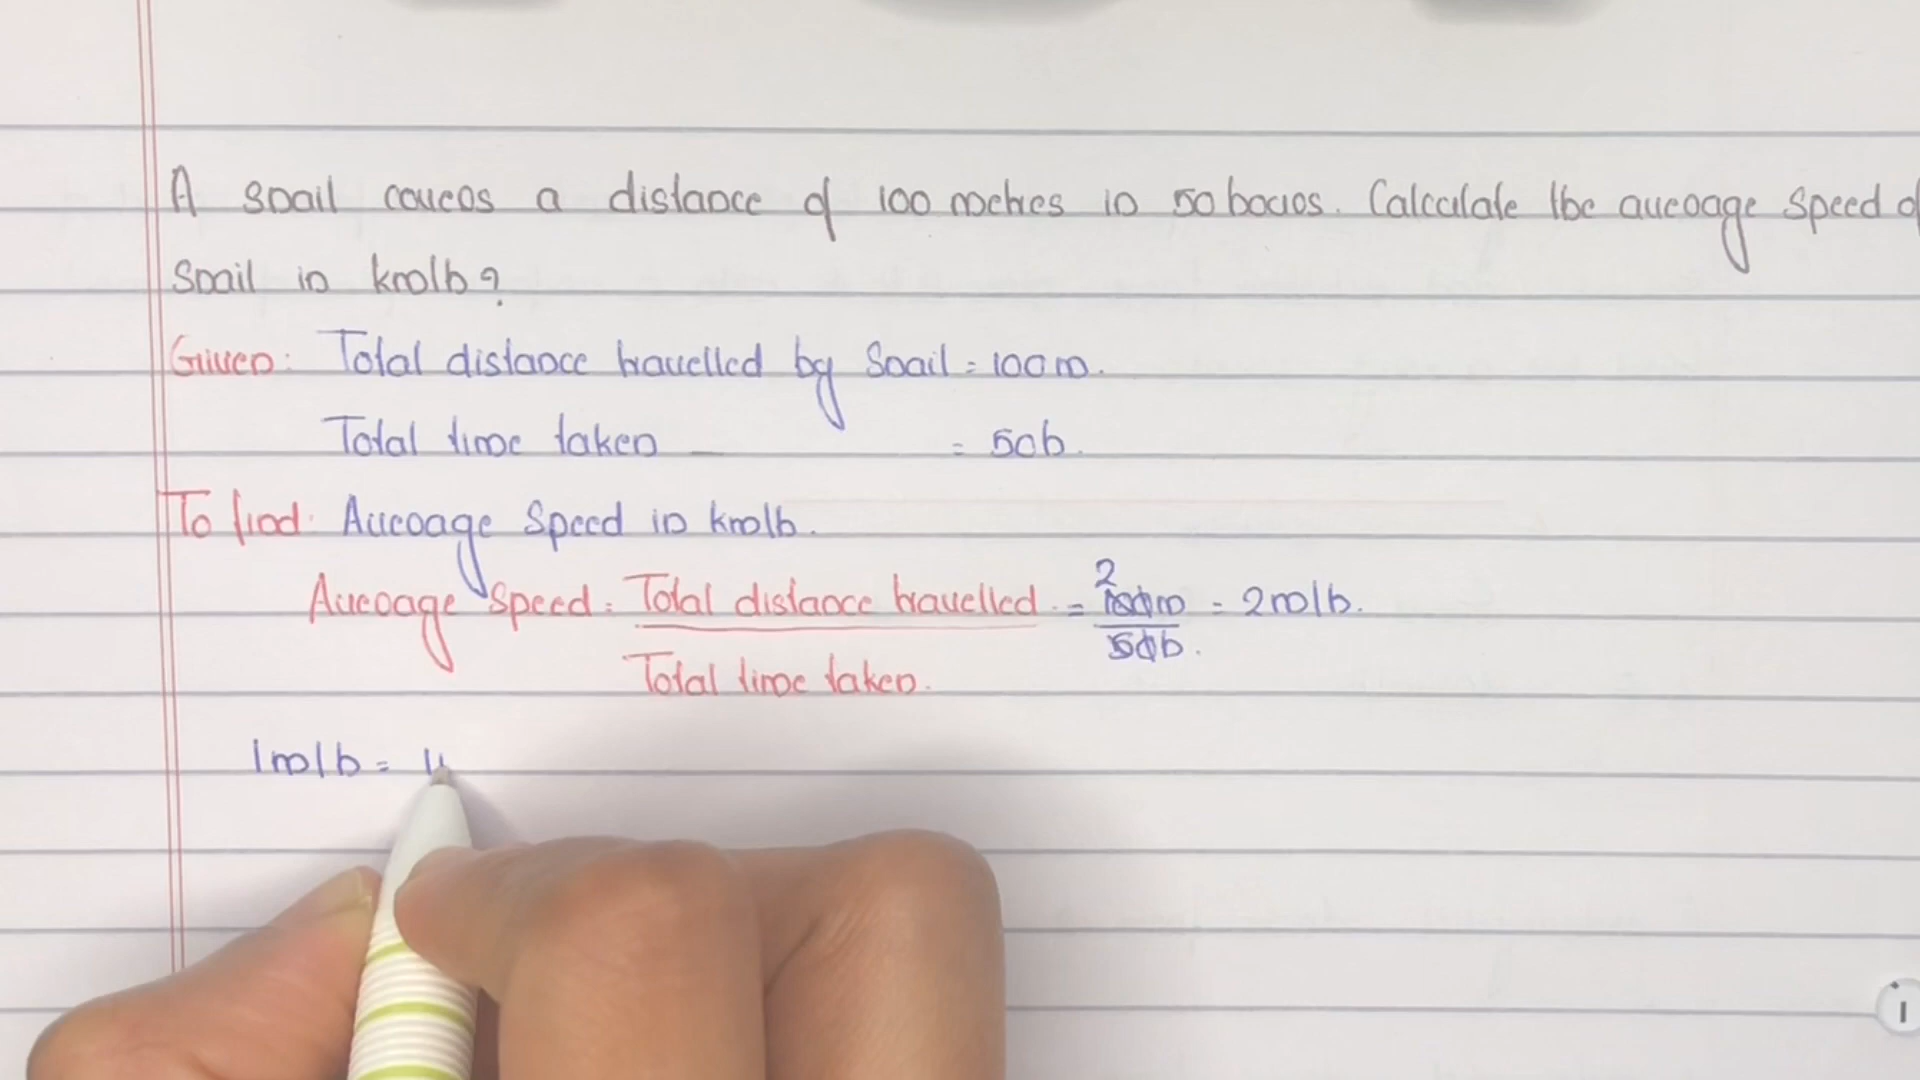 A snail covers a distance of 100 metres in 50 hours. Calculate the average speed of
snail in km/h?
Given: Total distance travelled by Snail = 100m.
Total time taken = 50h.
To find: Average Speed in km/h.
Average Speed = Total distance travelled = 2 100m = 2m/h.
Total time taken. 50h.
1m/h =
1